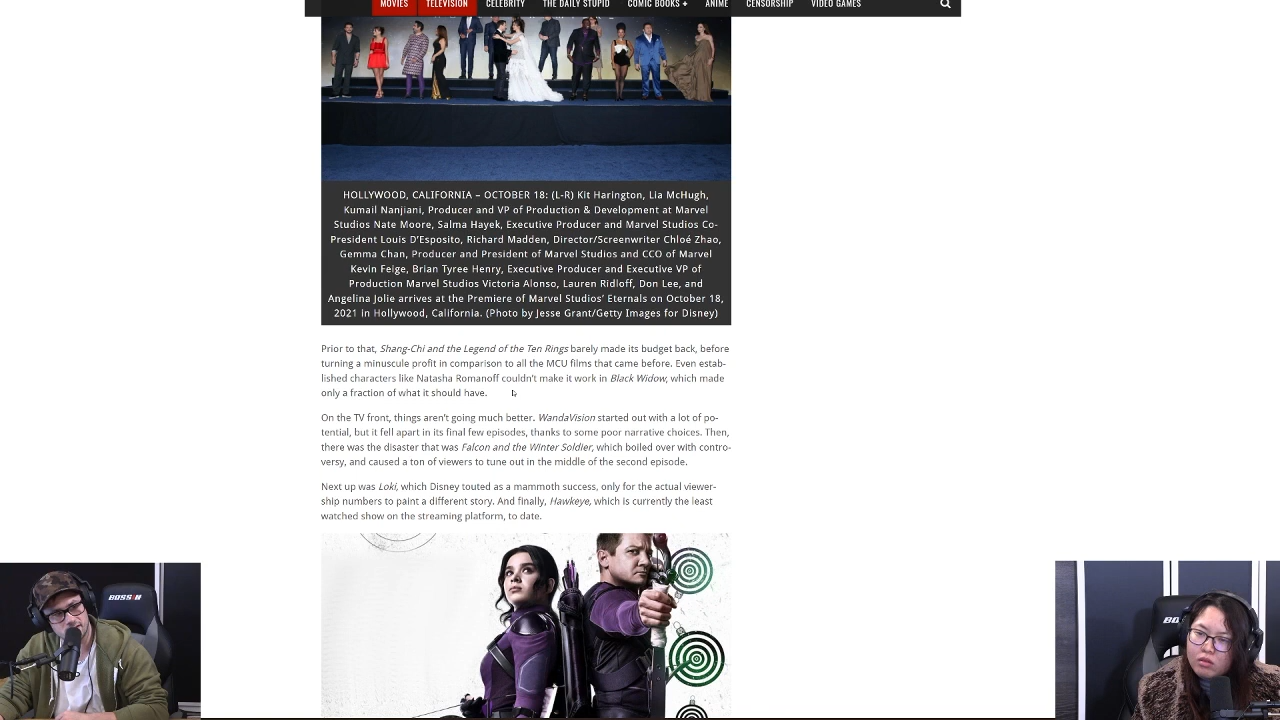 MOVIES TELEVISION CELEBRITY THE DAILY STUPID COMIC BOOKS + ANIME CENSORSHIP VIDEO GAMES
HOLLYWOOD, CALIFORNIA – OCTOBER 18: (L-R) Kit Harington, Lia McHugh,
Kumail Nanjiani, Producer and VP of Production & Development at Marvel
Studios Nate Moore, Salma Hayek, Executive Producer and Marvel Studios Co-
President Louis D'Esposito, Richard Madden, Director/Screenwriter Chloé Zhao,
Gemma Chan, Producer and President of Marvel Studios and CCO of Marvel
Kevin Feige, Brian Tyree Henry, Executive Producer and Executive VP of
Production Marvel Studios Victoria Alonso, Lauren Ridloff, Don Lee, and
Angelina Jolie arrives at the Premiere of Marvel Studios' Eternals on October 18,
2021 in Hollywood, California. (Photo by Jesse Grant/Getty Images for Disney)
Prior to that, Shang-Chi and the Legend of the Ten Rings barely made its budget back, before
turning a minuscule profit in comparison to all the MCU films that came before. Even estab-
lished characters like Natasha Romanoff couldn't make it work in Black Widow, which made
only a fraction of what it should have.
On the TV front, things aren't going much better. WandaVision started out with a lot of po-
tential, but it fell apart in its final few episodes, thanks to some poor narrative choices. Then,
there was the disaster that was Falcon and the Winter Soldier, which boiled over with contro-
versy, and caused a ton of viewers to tune out in the middle of the second episode.
Next up was Loki, which Disney touted as a mammoth success, only for the actual viewer-
ship numbers to paint a different story. And finally, Hawkeye, which is currently the least
watched show on the streaming platform, to date.